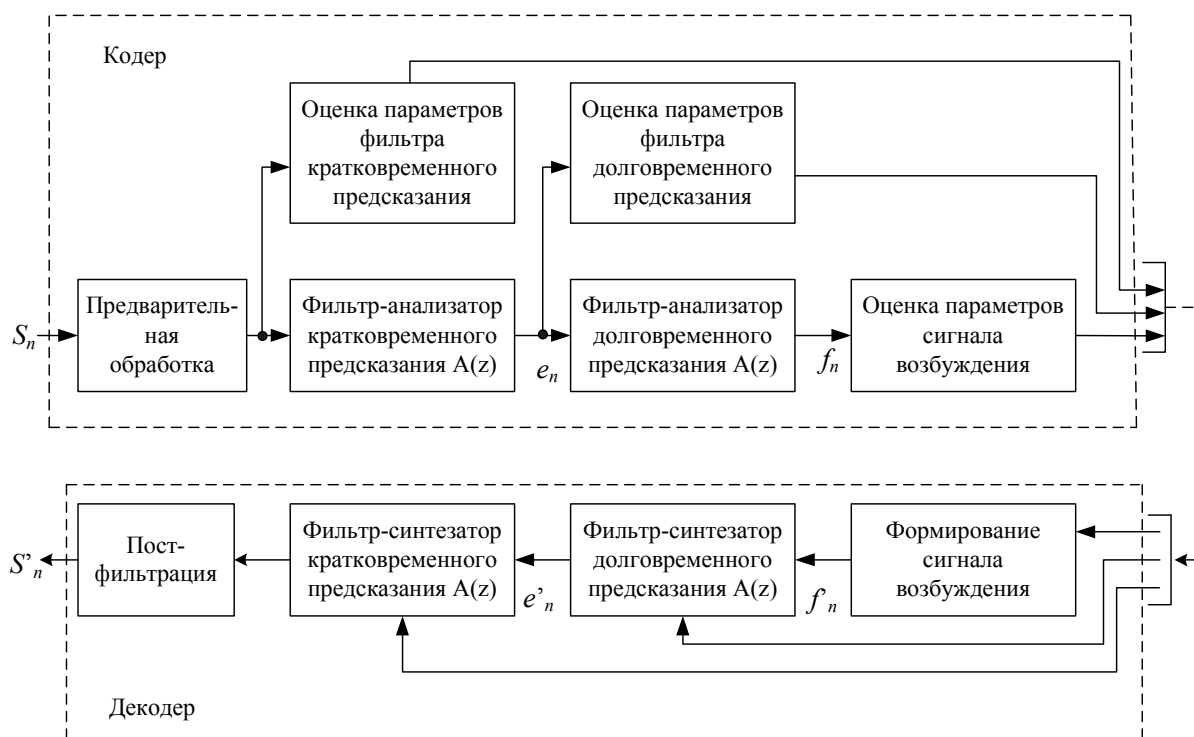 Кодер
Оценка параметров
фильтра
кратковременного
предсказания
Оценка параметров
фильтра
долговременного
предсказания
Sn
Предваритель-
ная
обработка
Фильтр-анализатор
кратковременного
предсказания A(z)
en
Фильтр-анализатор
долговременного
предсказания A(z)
fn
Оценка параметров
сигнала
возбуждения
S’n
Пост-
фильтрация
Фильтр-синтезатор
кратковременного
предсказания A(z)
e’n
Фильтр-синтезатор
долговременного
предсказания A(z)
f’n
Формирование
сигнала
возбуждения
Декодер